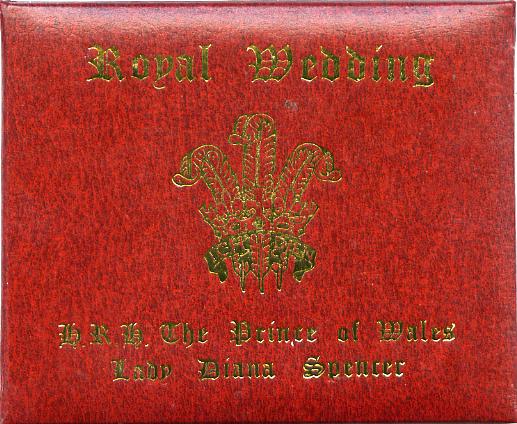 Royal Wedding
H.R.H. The Prince of Wales
Lady Diana Spencer